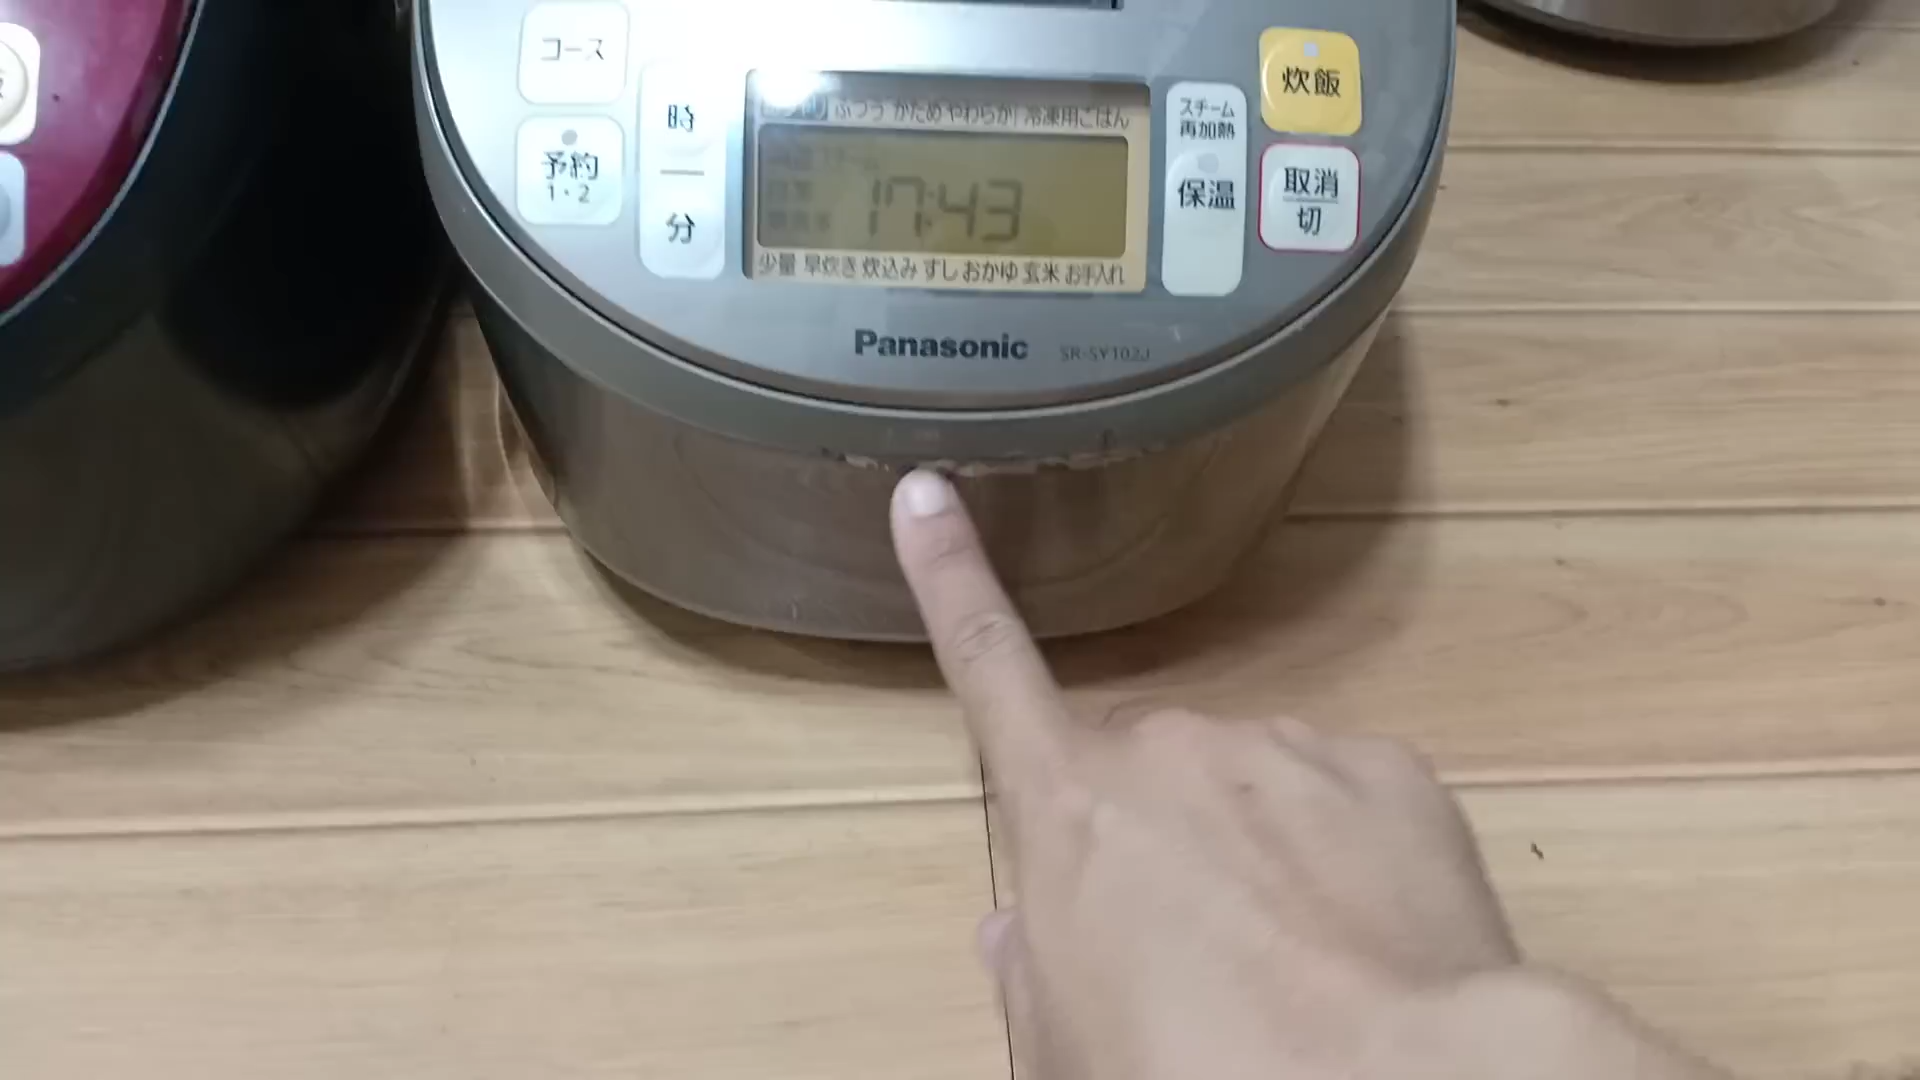 コース
炊飯
時
ふつう かため やわらか 冷凍用ごはん
スチーム
再加熱
予約
1・2
17:43
保温
取消
切
分
少量 早炊き 炊込み すし おかゆ 玄米 お手入れ
Panasonic SR-SY102J